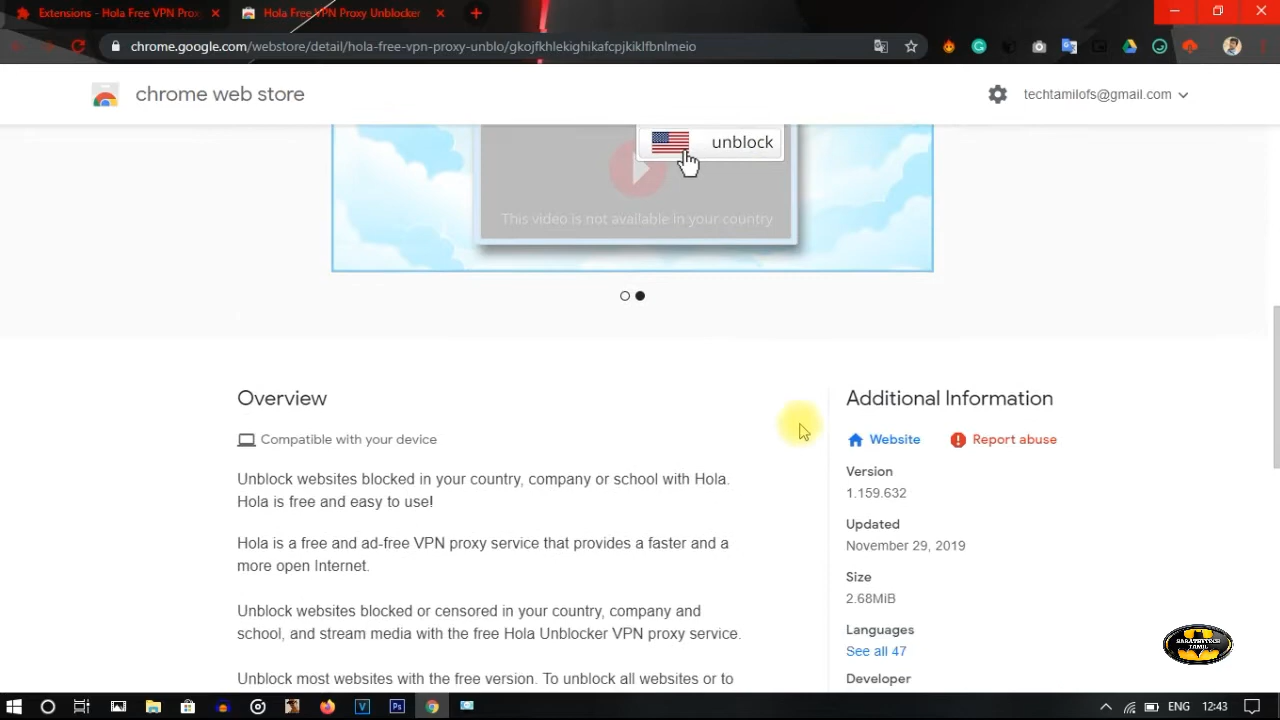 Extensions - Hola Free VPN Prox
Hola Free VPN Proxy Unblocker
chrome.google.com/webstore/detail/hola-free-vpn-proxy-unblo/gkojfkhlekighikafcpjkiklfbnlmeio
chrome web store
techtamilofs@gmail.com
unblock
This video is not available in your country
Overview
Compatible with your device
Unblock websites blocked in your country, company or school with Hola.
Hola is free and easy to use!
Hola is a free and ad-free VPN proxy service that provides a faster and a
more open Internet.
Unblock websites blocked or censored in your country, company and
school, and stream media with the free Hola Unblocker VPN proxy service.
Unblock most websites with the free version. To unblock all websites or to
Additional Information
Website
Report abuse
Version
1.159.632
Updated
November 29, 2019
Size
2.68MiB
Languages
See all 47
Developer
SARATHYTECH
TAMIL
ENG
12:43